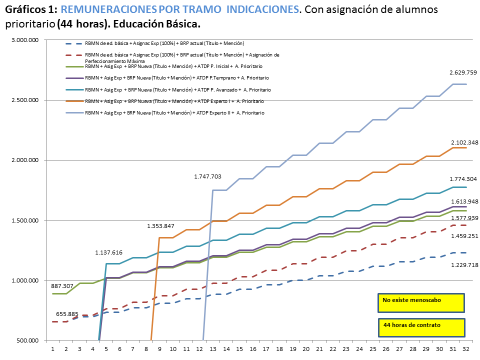 Gráficos 1: REMUNERACIONES POR TRAMO INDICACIONES. Con asignación de alumnos
prioritario (44 horas). Educación Básica.
3.000.000
RBMN de ed. básica + Asignac Exp (100%) + BRP actual (Título + Mención)
RBMN de ed. básica + Asignac Exp (100%) + BRP actual (Título + Mención) + Asignación de
Perfeccionamiento Máxima
RBMN + Asig Exp + BRP Nueva (Título + Mención) + ATDP P. Inicial + A. Prioritario
RBMN + Asig Exp + BRP Nueva (Título + Mención) + ATDP P.Temprano + A. Prioritario
RBMN + Asig Exp + BRP Nueva (Título + Mención) + ATDP P. Avanzado + A. Prioritario
RBMN + Asig Exp + BRP Nueva (Título + Mención) + ATDP Experto I + A. Prioritario
RBMN + Asig Exp + BRP Nueva (Título + Mención) + ATDP Experto II + A. Prioritario
2.629.759
2.500.000
2.102.348
2.000.000
1.747.703
1.774.504
1.613.948
1.577.839
1.500.000
1.353.847
1.459.251
1.137.616
1.229.718
1.000.000
887.307
655.885
No existe menoscabo
44 horas de contrato
500.000
1 2 3 4 5 6 7 8 9 10 11 12 13 14 15 16 17 18 19 20 21 22 23 24 25 26 27 28 29 30 31 32